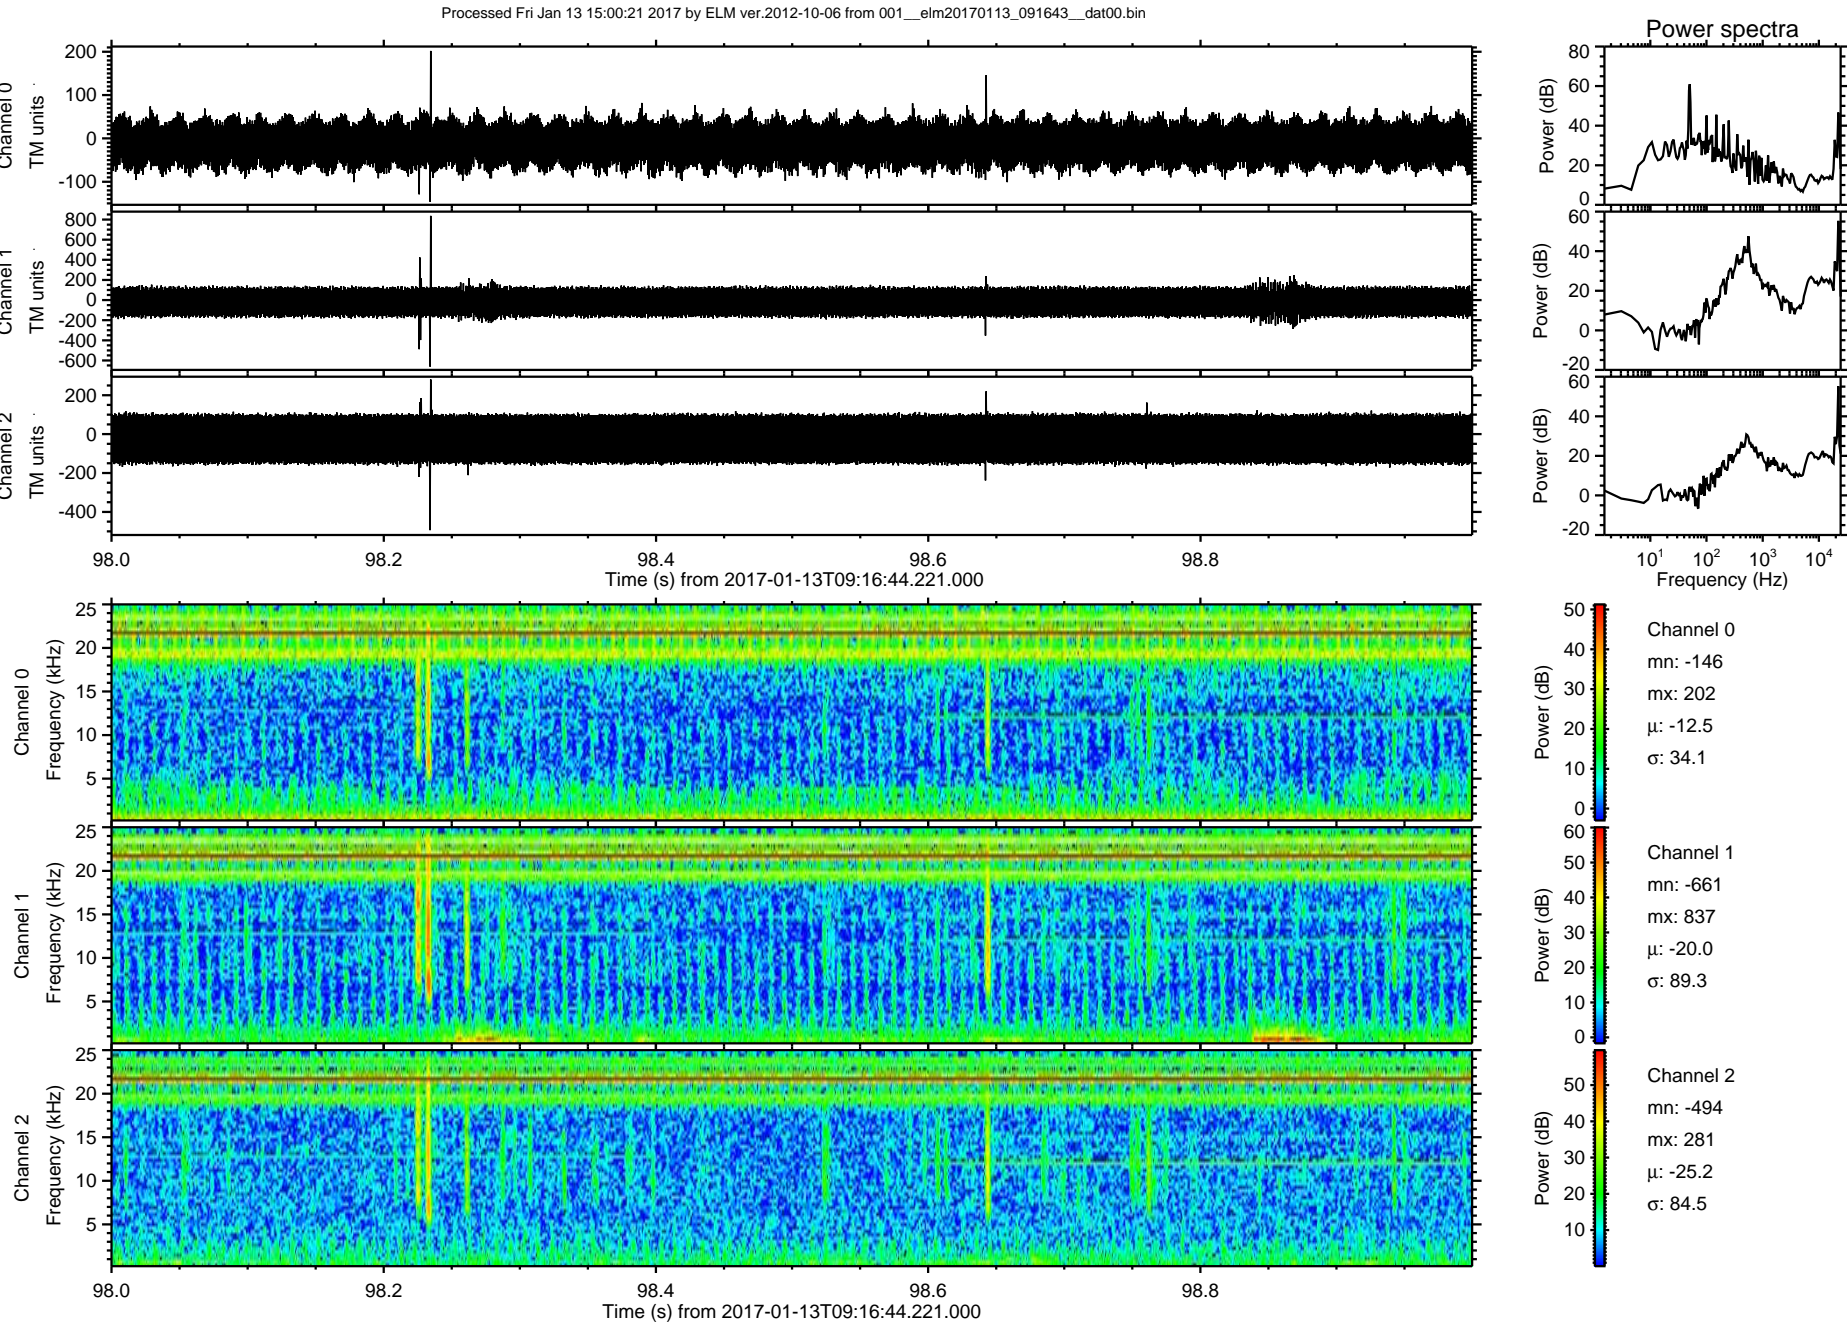 Processed Fri Jan 13 15:00:21 2017 by ELM ver.2012-10-06 from 001__elm20170113_091643__dat00.bin
Power spectra
Channel 0
TM units
200
100
0
-100
Power (dB)
80
60
40
20
0
Channel 1
TM units
800
600
400
200
0
-200
-400
-600
Power (dB)
60
40
20
0
-20
Channel 2
TM units
200
0
-200
-400
Power (dB)
60
40
20
0
-20
98.0 98.2 98.4 98.6 98.8
Time (s) from 2017-01-13T09:16:44.221.000
10¹ 10² 10³ 10⁴
Frequency (Hz)
Channel 0
Frequency (kHz)
25
20
15
10
5
Power (dB)
50
40
30
20
10
0
Channel 0
mn: -146
mx: 202
µ: -12.5
σ: 34.1
Channel 1
Frequency (kHz)
25
20
15
10
5
Power (dB)
60
50
40
30
20
10
0
Channel 1
mn: -661
mx: 837
µ: -20.0
σ: 89.3
Channel 2
Frequency (kHz)
25
20
15
10
5
Power (dB)
50
40
30
20
10
Channel 2
mn: -494
mx: 281
µ: -25.2
σ: 84.5
98.0 98.2 98.4 98.6 98.8
Time (s) from 2017-01-13T09:16:44.221.000